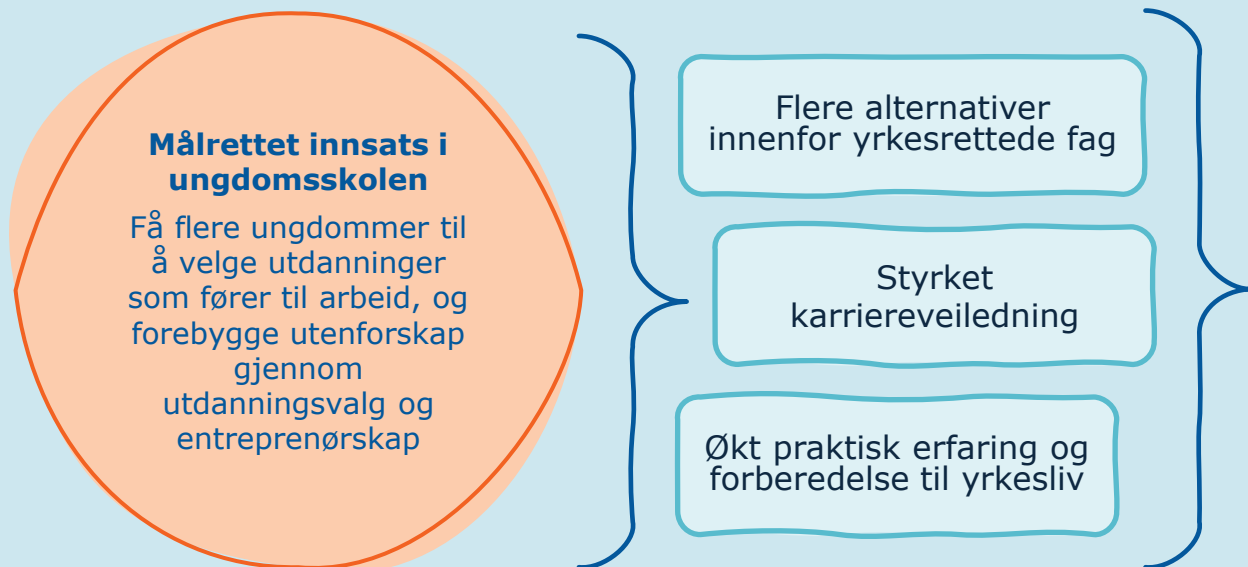 Målrettet innsats i
ungdomsskolen
Få flere ungdommer til
å velge utdanninger
som fører til arbeid, og
forebygge utenforskap
gjennom
utdanningsvalg og
entreprenørskap
Flere alternativer
innenfor yrkesrettede fag
Styrket
karriereveiledning
Økt praktisk erfaring og
forberedelse til yrkesliv